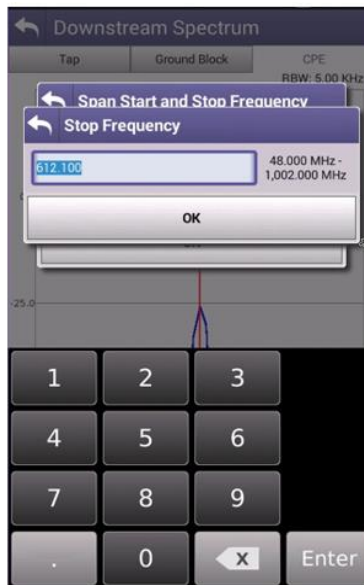 Downstream Spectrum
Tap Ground Block CPE
RBW: 5.00 KHz
Span Start and Stop Frequency
Stop Frequency
612.100
48.000 MHz -
1,002.000 MHz
OK
-25.0
1 2 3
4 5 6
7 8 9
. 0 X Enter